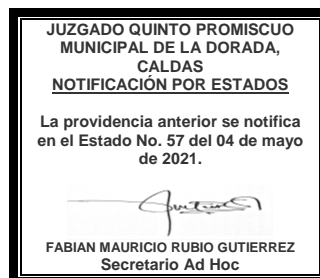 JUZGADO QUINTO PROMISCUO
MUNICIPAL DE LA DORADA,
CALDAS
NOTIFICACIÓN POR ESTADOS
La providencia anterior se notifica
en el Estado No. 57 del 04 de mayo
de 2021.
FABIAN MAURICIO RUBIO GUTIERREZ
Secretario Ad Hoc